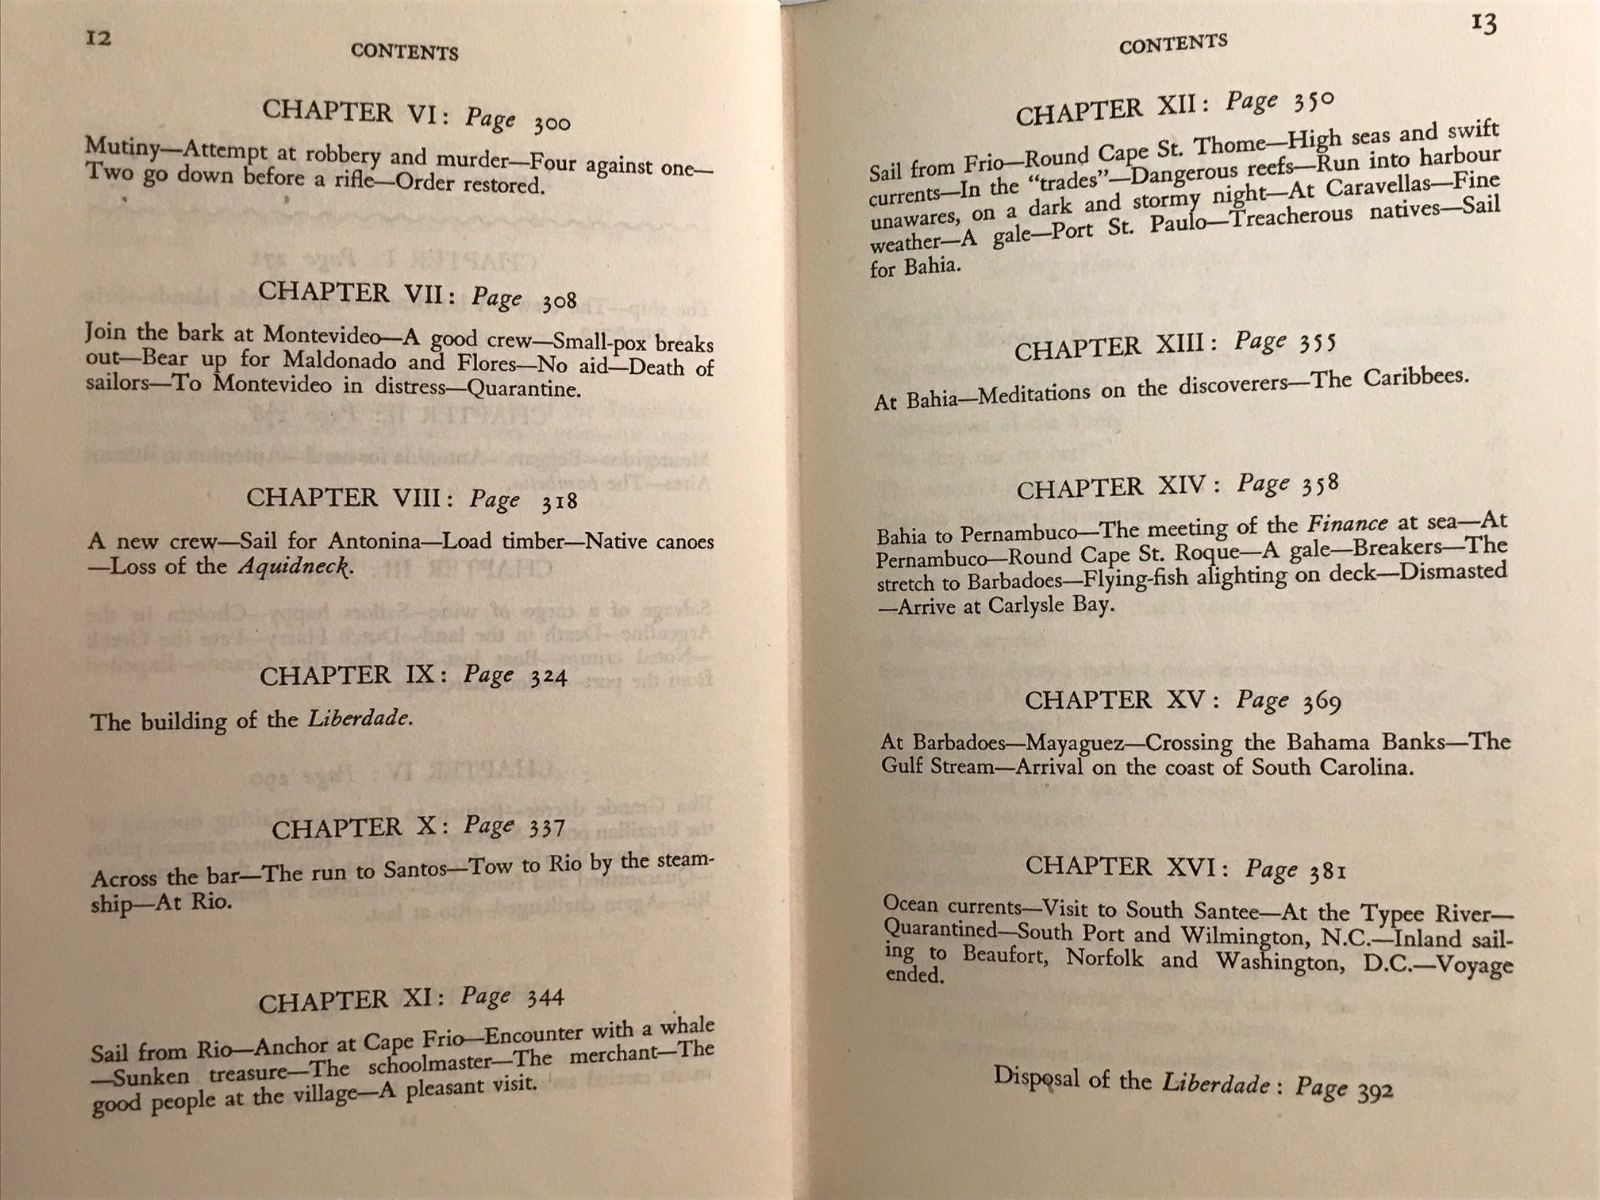 12
CONTENTS
CHAPTER VI: Page 300
Mutiny—Attempt at robbery and murder—Four against one—
Two go down before a rifle—Order restored.
CHAPTER VII: Page 308
Join the bark at Montevideo—A good crew—Small-pox breaks
out—Bear up for Maldonado and Flores—No aid—Death of
sailors—To Montevideo in distress—Quarantine.
CHAPTER VIII: Page 318
A new crew—Sail for Antonina—Load timber—Native canoes
—Loss of the Aquidneck.
CHAPTER IX: Page 324
The building of the Liberdade.
CHAPTER X: Page 337
Across the bar—The run to Santos—Tow to Rio by the steam-
ship—At Rio.
CHAPTER XI: Page 344
Sail from Rio—Anchor at Cape Frio—Encounter with a whale
—Sunken treasure—The schoolmaster—The merchant—The
good people at the village—A pleasant visit.
13
CONTENTS
CHAPTER XII: Page 350
Sail from Frio—Round Cape St. Thome—High seas and swift
currents—In the “trades”—Dangerous reefs—Run into harbour
unawares, on a dark and stormy night—At Caravellas—Fine
weather—A gale—Port St. Paulo—Treacherous natives—Sail
for Bahia.
CHAPTER XIII: Page 355
At Bahia—Meditations on the discoverers—The Caribbees.
CHAPTER XIV: Page 358
Bahia to Pernambuco—The meeting of the Finance at sea—At
Pernambuco—Round Cape St. Roque—A gale—Breakers—The
stretch to Barbadoes—Flying-fish alighting on deck—Dismasted
—Arrive at Carlysle Bay.
CHAPTER XV: Page 369
At Barbadoes—Mayaguez—Crossing the Bahama Banks—The
Gulf Stream—Arrival on the coast of South Carolina.
CHAPTER XVI: Page 381
Ocean currents—Visit to South Santee—At the Typee River—
Quarantined—South Port and Wilmington, N.C.—Inland sail-
ing to Beaufort, Norfolk and Washington, D.C.—Voyage
ended.
Disposal of the Liberdade: Page 392